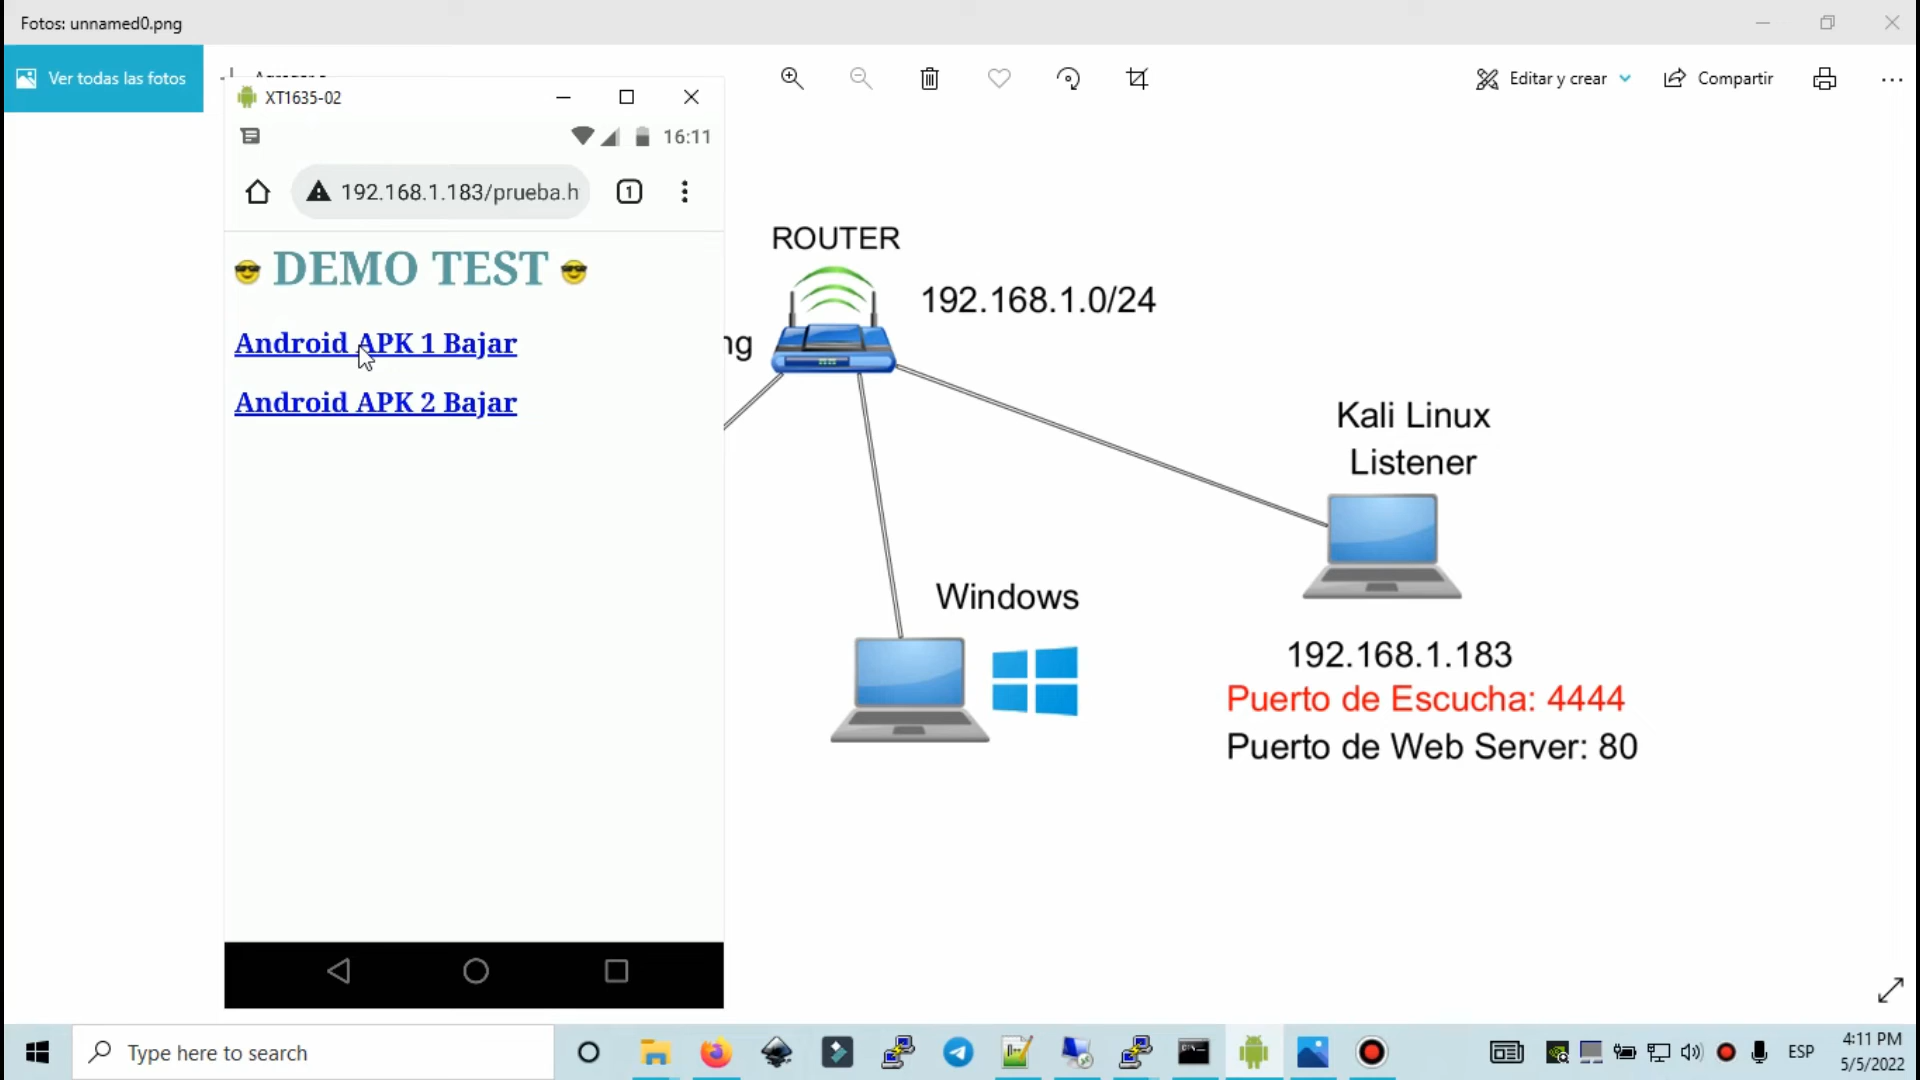 Fotos: unnamed0.png
Ver todas las fotos
Editar y crear
Compartir
XT1635-02
16:11
192.168.1.183/prueba.h
1
DEMO TEST
Android APK 1 Bajar
Android APK 2 Bajar
ROUTER
192.168.1.0/24
ng
Kali Linux
Listener
Windows
192.168.1.183
Puerto de Escucha: 4444
Puerto de Web Server: 80
Type here to search
ESP
4:11 PM
5/5/2022